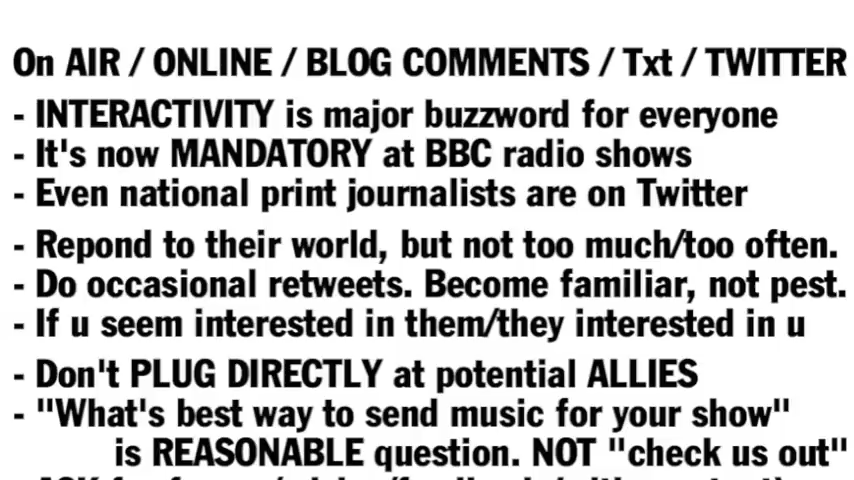 On AIR / ONLINE / BLOG COMMENTS / Txt / TWITTER
- INTERACTIVITY is major buzzword for everyone
- It's now MANDATORY at BBC radio shows
- Even national print journalists are on Twitter
- Repond to their world, but not too much/too often.
- Do occasional retweets. Become familiar, not pest.
- If u seem interested in them/they interested in u
- Don't PLUG DIRECTLY at potential ALLIES
- "What's best way to send music for your show"
is REASONABLE question. NOT "check us out"